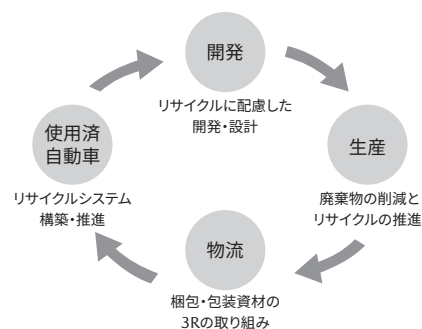 開発
リサイクルに配慮した
開発・設計
生産
廃棄物の削減と
リサイクルの推進
物流
梱包・包装資材の
3Rの取り組み
使用済
自動車
リサイクルシステム
構築・推進